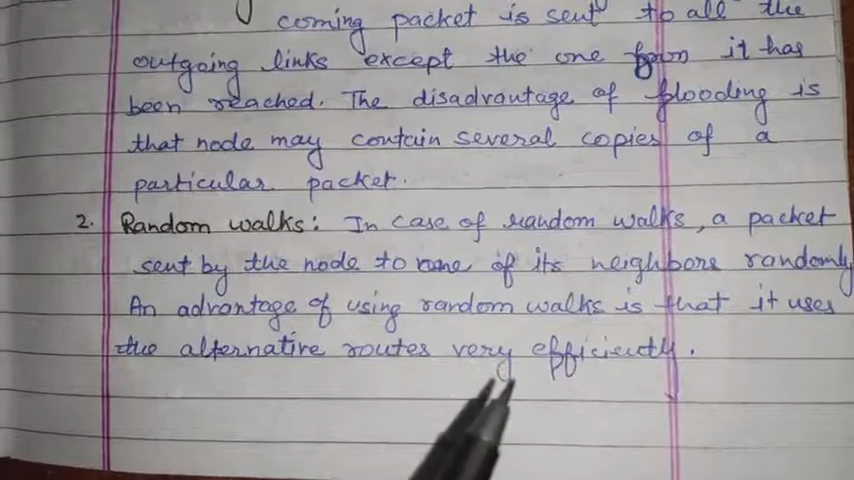 coming packet is sent to all the
outgoing links except the one from it has
been reached. The disadvantage of flooding is
that node may contain several copies of a
particular packet.
2. Random walks: In case of random walks, a packet
sent by the node to one of its neighbors randomly
An advantage of using random walks is that it uses
the alternative routes very efficiently.